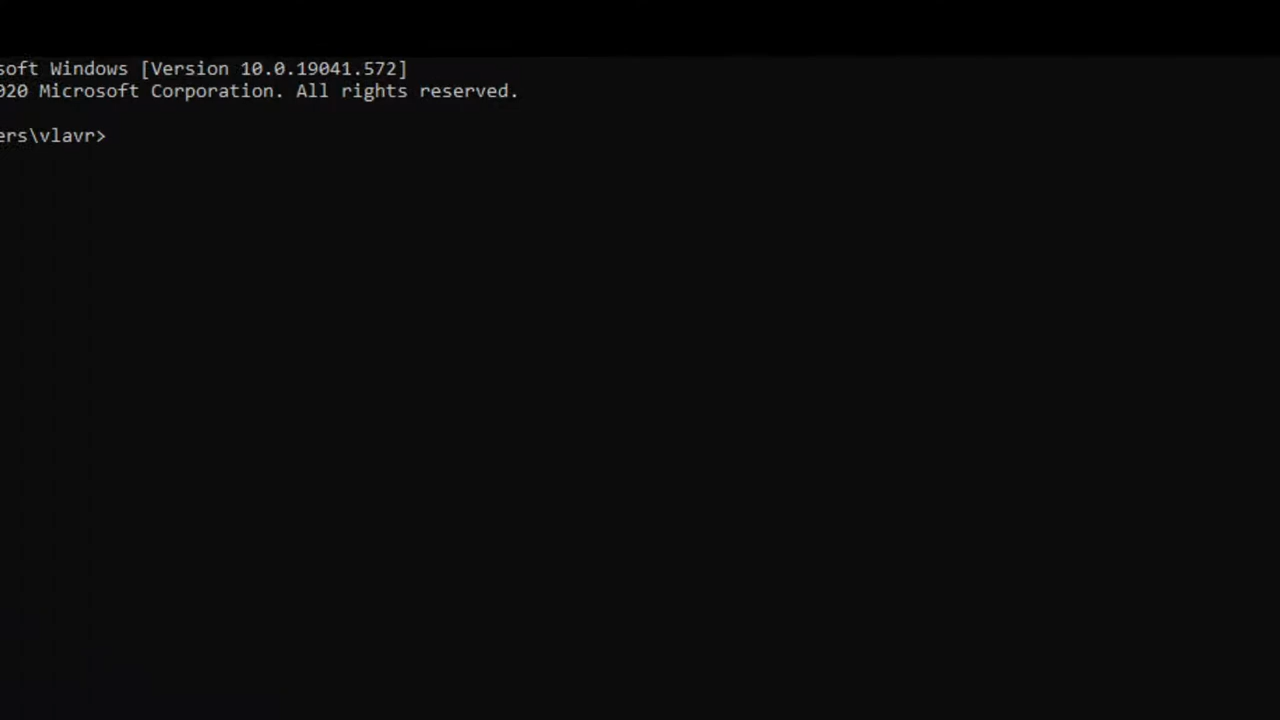 soft Windows [Version 10.0.19041.572]
020 Microsoft Corporation. All rights reserved.
ers\vlavr>